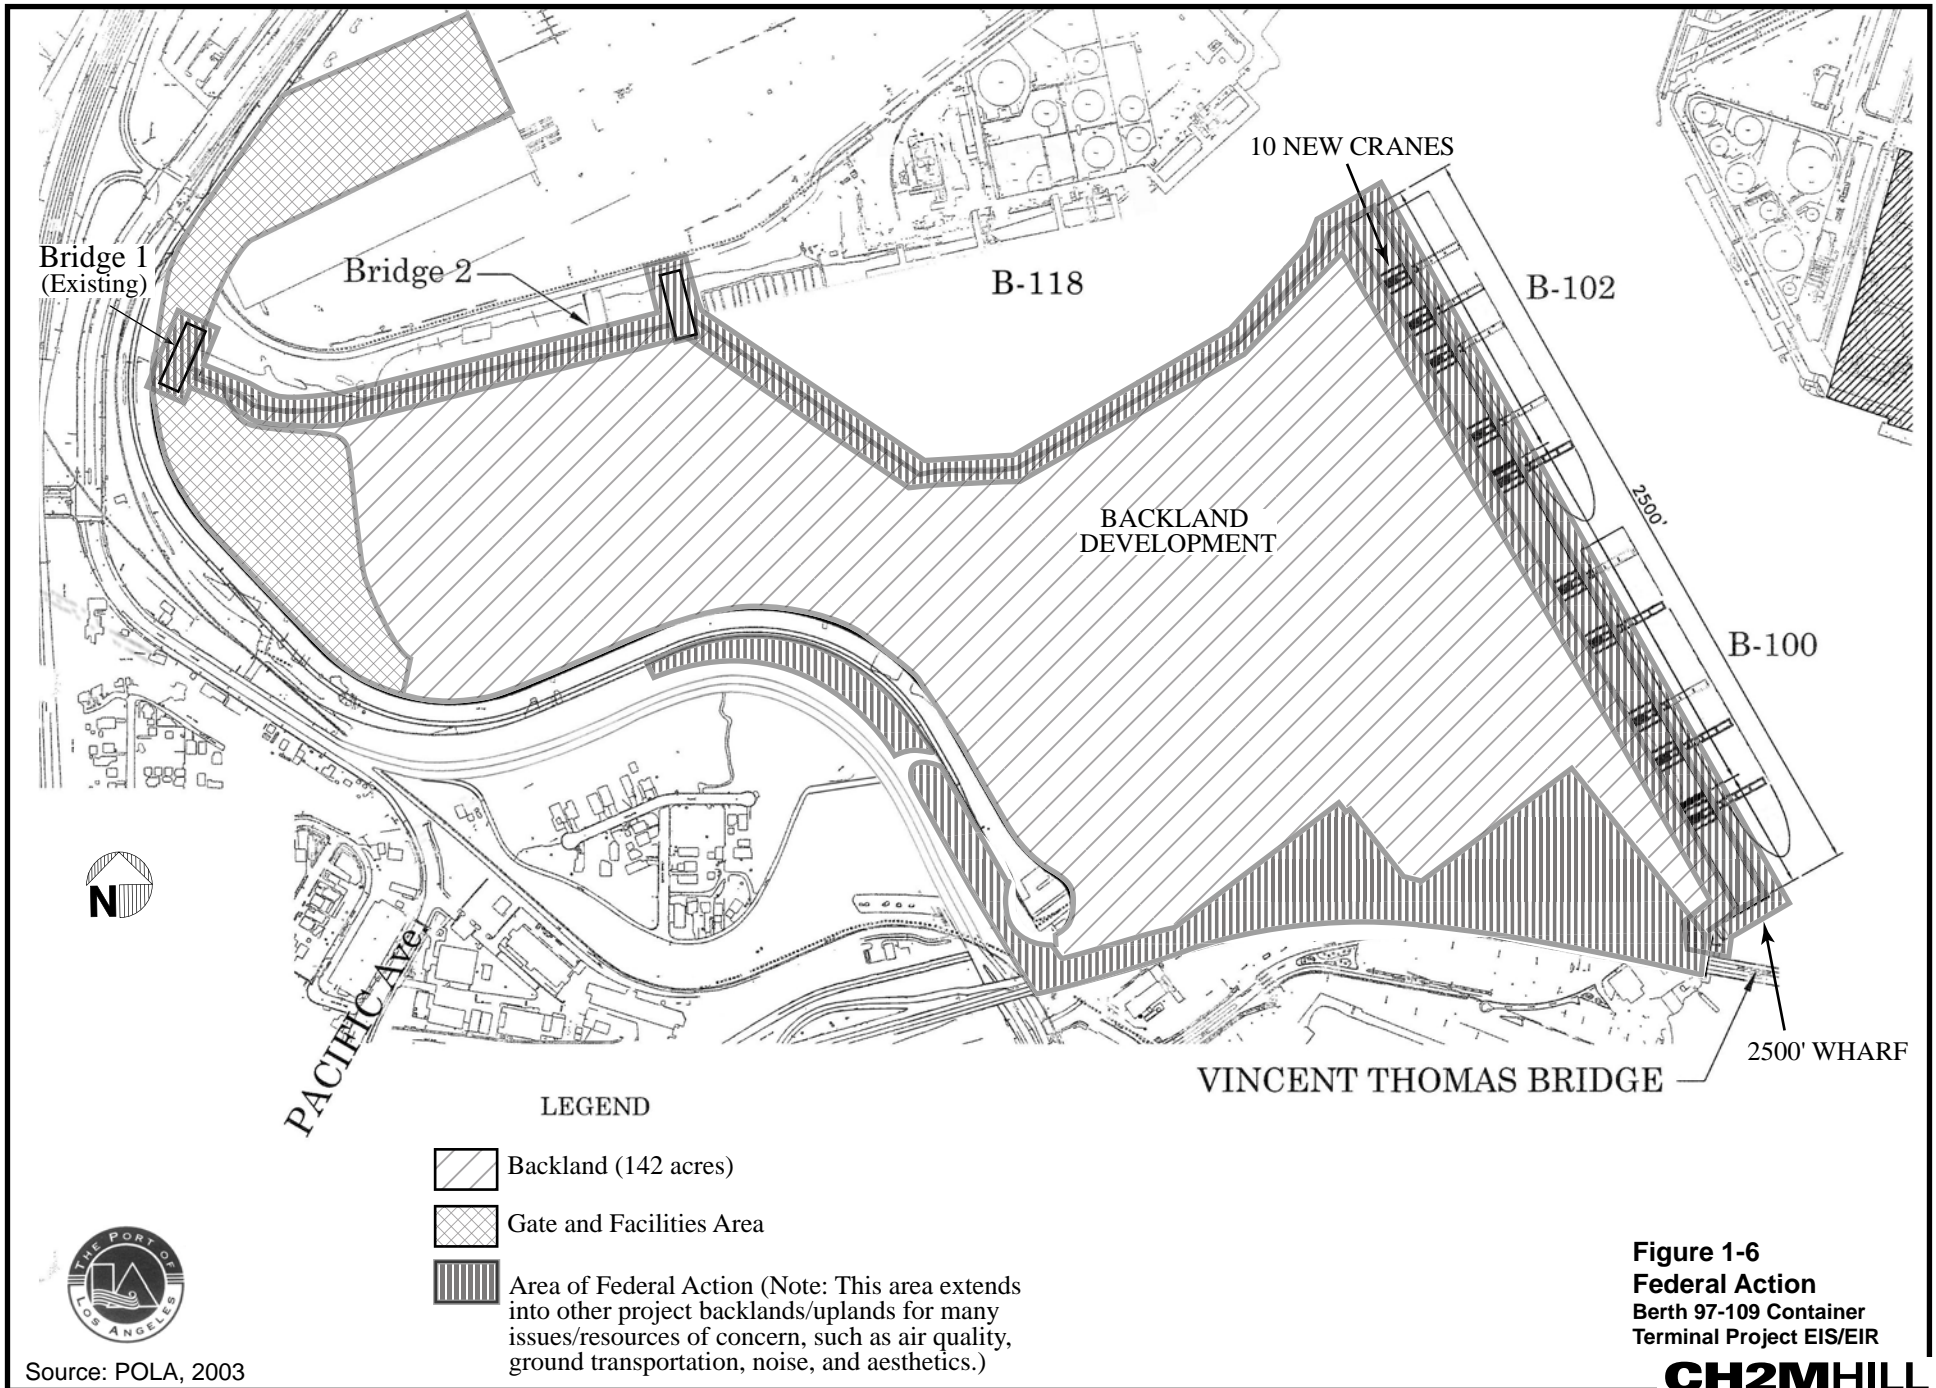 10 NEW CRANES
Bridge 1
(Existing)
Bridge 2
B-118
B-102
2500'
BACKLAND
DEVELOPMENT
B-100
N
PACIFIC Ave.
2500' WHARF
VINCENT THOMAS BRIDGE
LEGEND
Backland (142 acres)
Gate and Facilities Area
Area of Federal Action (Note: This area extends
into other project backlands/uplands for many
issues/resources of concern, such as air quality,
ground transportation, noise, and aesthetics.)
THE PORT OF
LA
LOS ANGELES
Source: POLA, 2003
Figure 1-6
Federal Action
Berth 97-109 Container
Terminal Project EIS/EIR
CH2MHILL